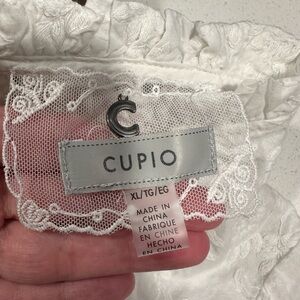 C
CUPIO
XL/TG/EG
MADE IN
CHINA
FABRIQUE
EN CHINE
HECHO
EN CHINA